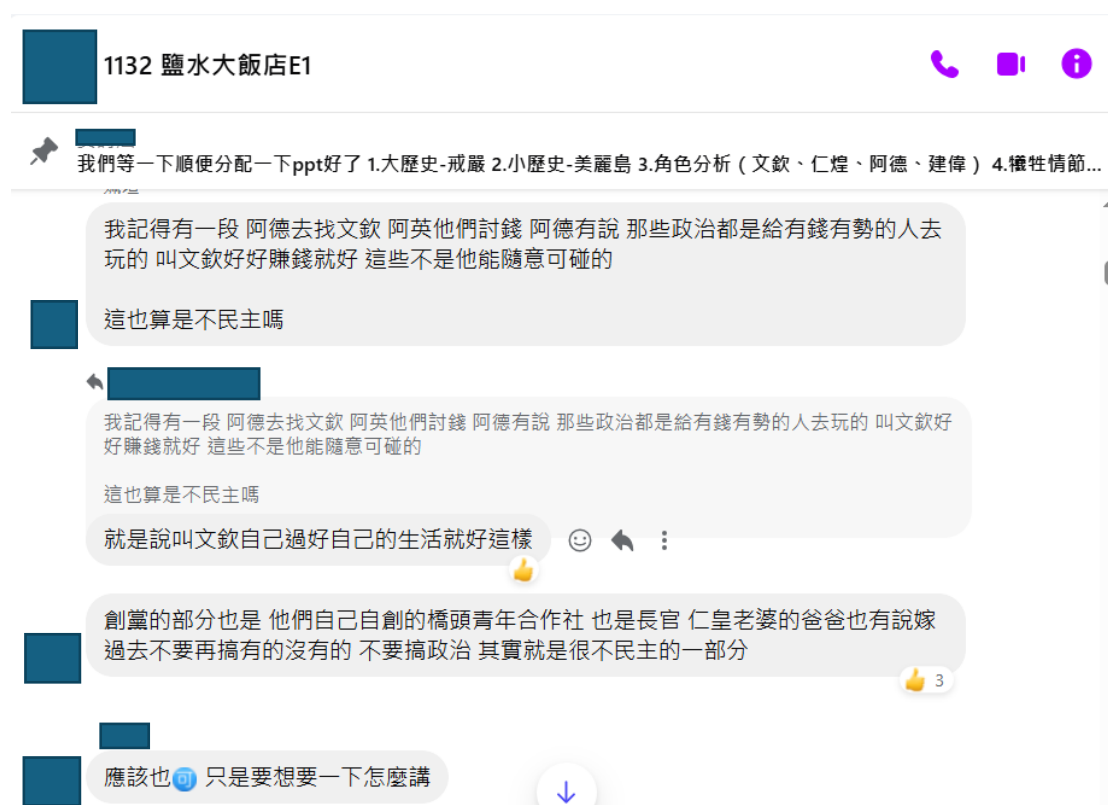 1132 鹽水大飯店E1
我們等一下順便分配一下ppt好了 1.大歷史-戒嚴 2.小歷史-美麗島 3.角色分析（文欽、仁煌、阿德、建偉）4.犧牲情節...
我記得有一段 阿德去找文欽 阿英他們討錢 阿德有說 那些政治都是給有錢有勢的人去
玩的 叫文欽好好賺錢就好 這些不是他能隨意可碰的
這也算是不民主嗎
我記得有一段 阿德去找文欽 阿英他們討錢 阿德有說 那些政治都是給有錢有勢的人去玩的 叫文欽好
好賺錢就好 這些不是他能隨意可碰的
這也算是不民主嗎
就是說叫文欽自己過好自己的生活就好這樣
創黨的部分也是 他們自己自創的橋頭青年合作社 也是長官 仁皇老婆的爸爸也有說嫁
過去不要再搞有的沒有的 不要搞政治 其實就是很不民主的一部分
3
應該也🉑 只是要想要一下怎麼講